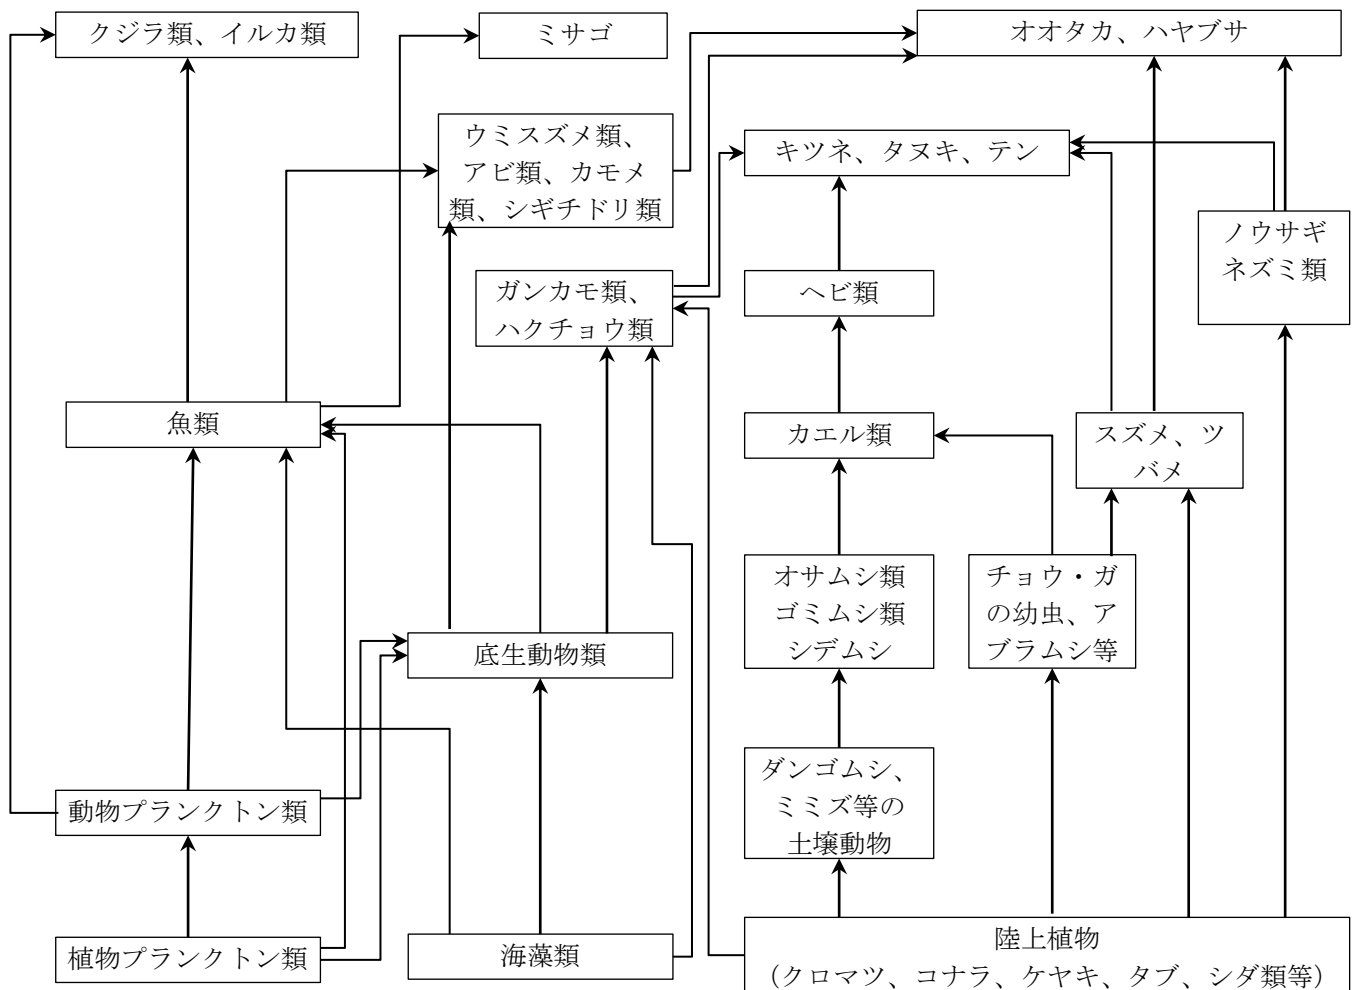 クジラ類、イルカ類
ミサゴ
オオタカ、ハヤブサ
ウミスズメ類、
アビ類、カモメ
類、シギチドリ類
キツネ、タヌキ、テン
ノウサギ
ネズミ類
ガンカモ類、
ハクチョウ類
ヘビ類
魚類
カエル類
スズメ、ツ
バメ
オサムシ類
ゴミムシ類
シデムシ
チョウ・ガ
の幼虫、ア
ブラムシ等
底生動物類
ダンゴムシ、
ミミズ等の
土壌動物
動物プランクトン類
植物プランクトン類
海藻類
陸上植物
（クロマツ、コナラ、ケヤキ、タブ、シダ類等）